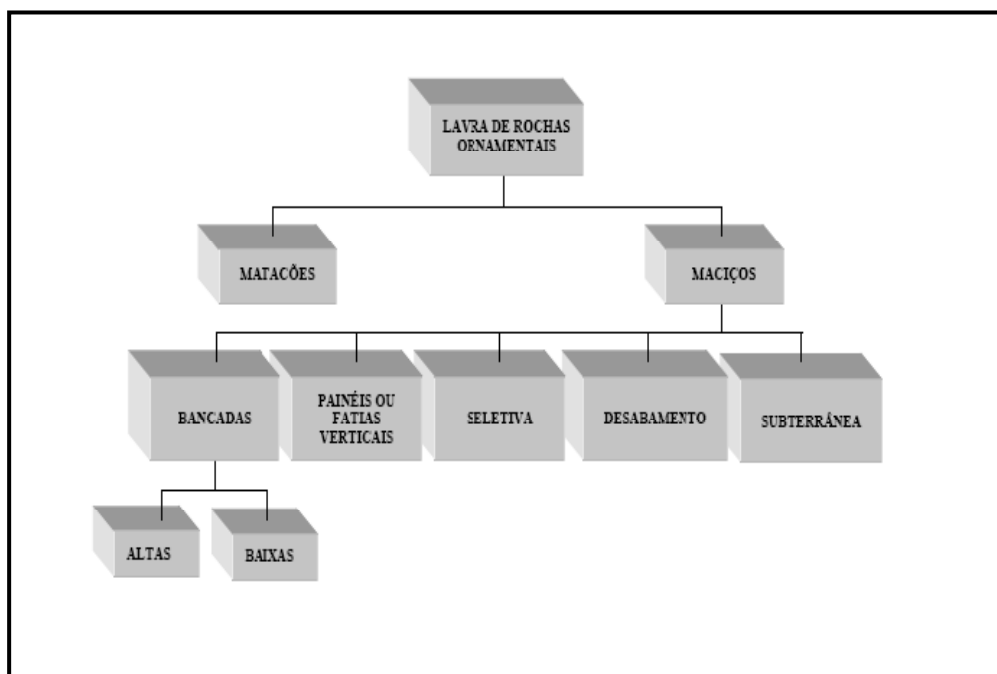 LAVRA DE ROCHAS
ORNAMENTAIS
MATACÕES
MACIÇOS
BANCADAS
PAINÉIS OU
FATIAS
VERTICAIS
SELETIVA
DESABAMENTO
SUBTERRÂNEA
ALTAS
BAIXAS